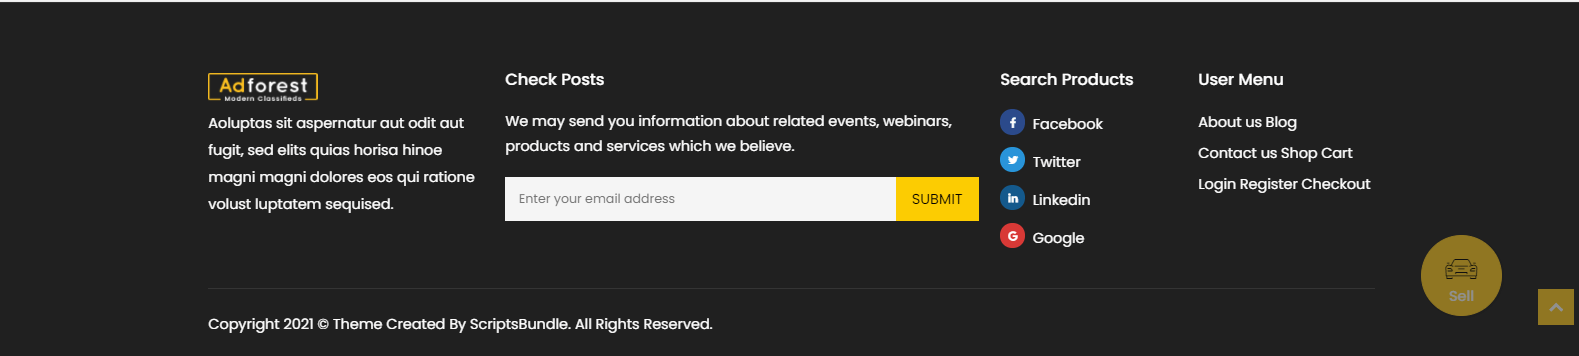 Adforest
Modern Classifieds
Aoluptas sit aspernatur aut odit aut
fugit, sed elits quias horisa hinoe
magni magni dolores eos qui ratione
volust luptatem sequised.
Check Posts
We may send you information about related events, webinars,
products and services which we believe.
Enter your email address
SUBMIT
Search Products
Facebook
Twitter
Linkedin
Google
User Menu
About us Blog
Contact us Shop Cart
Login Register Checkout
Sell
Copyright 2021 © Theme Created By ScriptsBundle. All Rights Reserved.